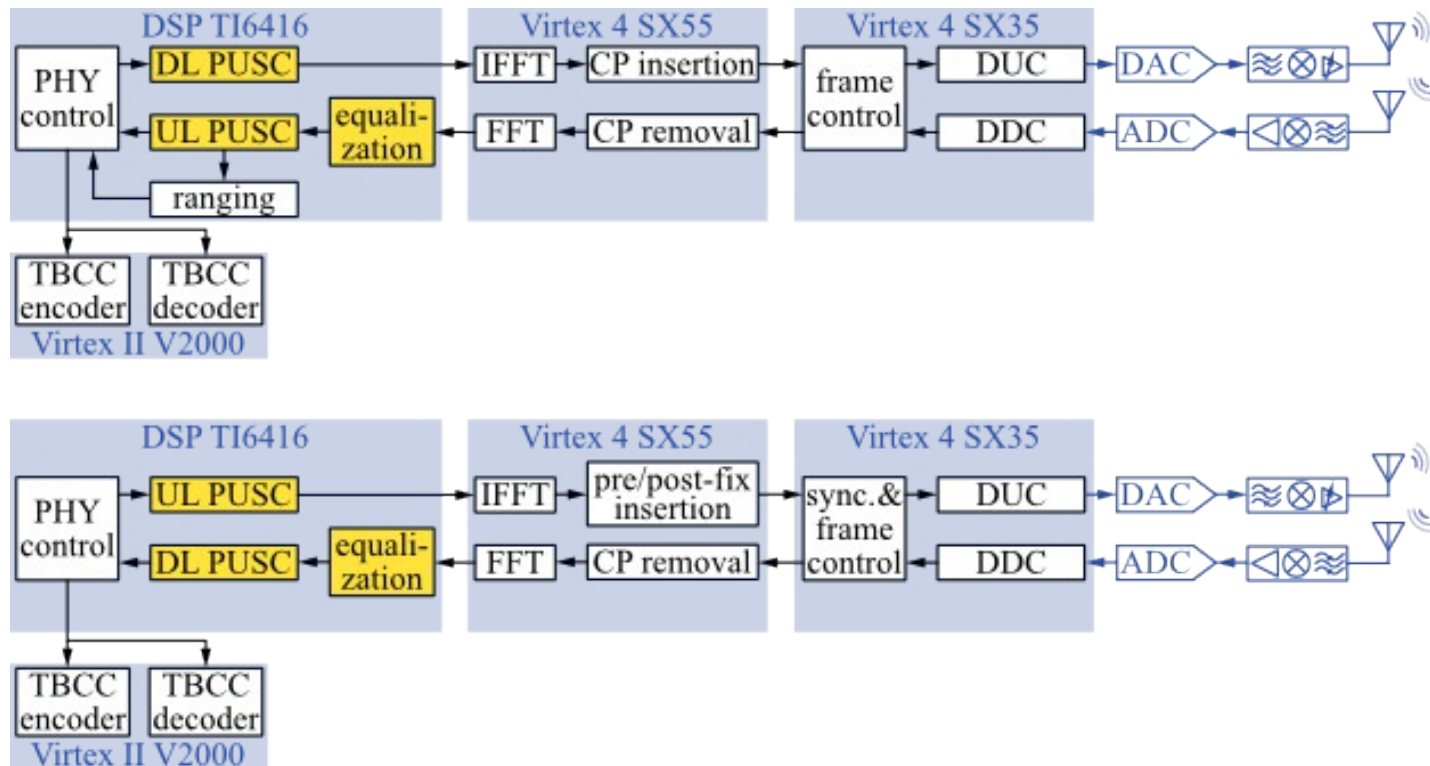 DSP TI6416
Virtex 4 SX55
Virtex 4 SX35
PHY
control
DL PUSC
IFFT
CP insertion
frame
control
DUC
DAC
UL PUSC
equali-
zation
FFT
CP removal
DDC
ADC
ranging
TBCC
encoder
TBCC
decoder
Virtex II V2000
DSP TI6416
Virtex 4 SX55
Virtex 4 SX35
PHY
control
UL PUSC
IFFT
pre/post-fix
insertion
sync.&
frame
control
DUC
DAC
DL PUSC
equali-
zation
FFT
CP removal
DDC
ADC
TBCC
encoder
TBCC
decoder
Virtex II V2000